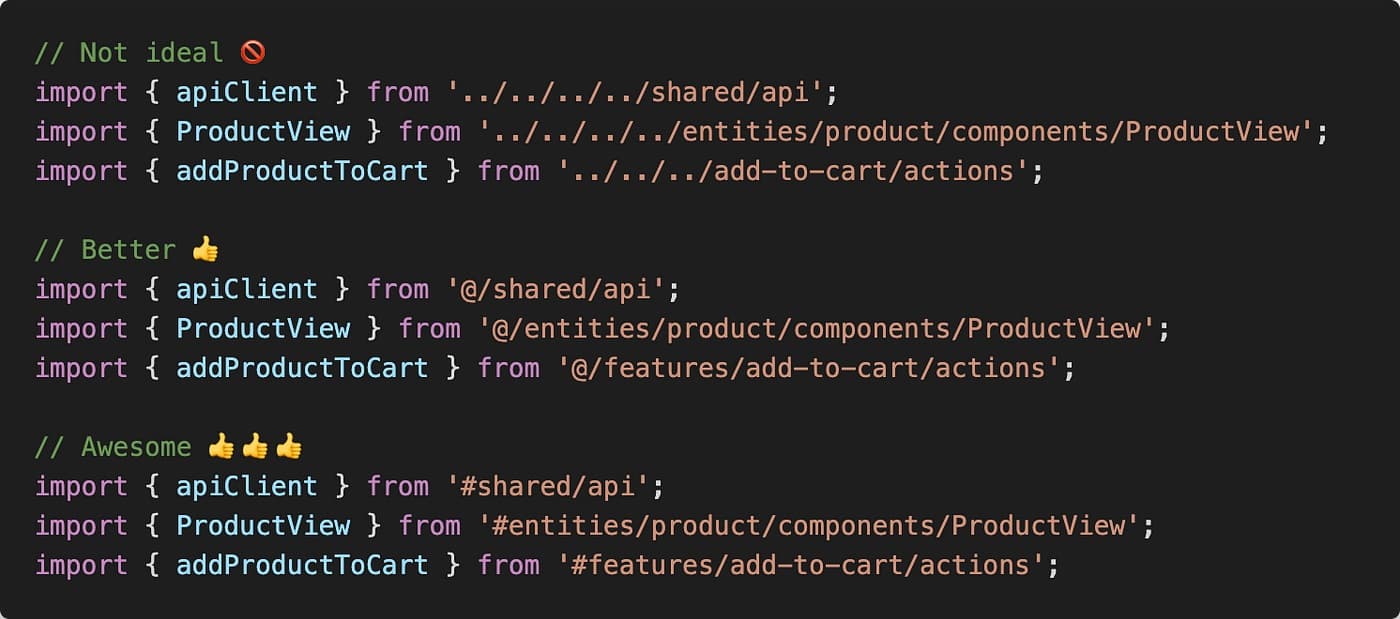 // Not ideal 🚫
import { apiClient } from '../../../../shared/api';
import { ProductView } from '../../../../entities/product/components/ProductView';
import { addProductToCart } from '../../../add-to-cart/actions';
// Better 👍
import { apiClient } from '@/shared/api';
import { ProductView } from '@/entities/product/components/ProductView';
import { addProductToCart } from '@/features/add-to-cart/actions';
// Awesome 👍👍👍
import { apiClient } from '#shared/api';
import { ProductView } from '#entities/product/components/ProductView';
import { addProductToCart } from '#features/add-to-cart/actions';